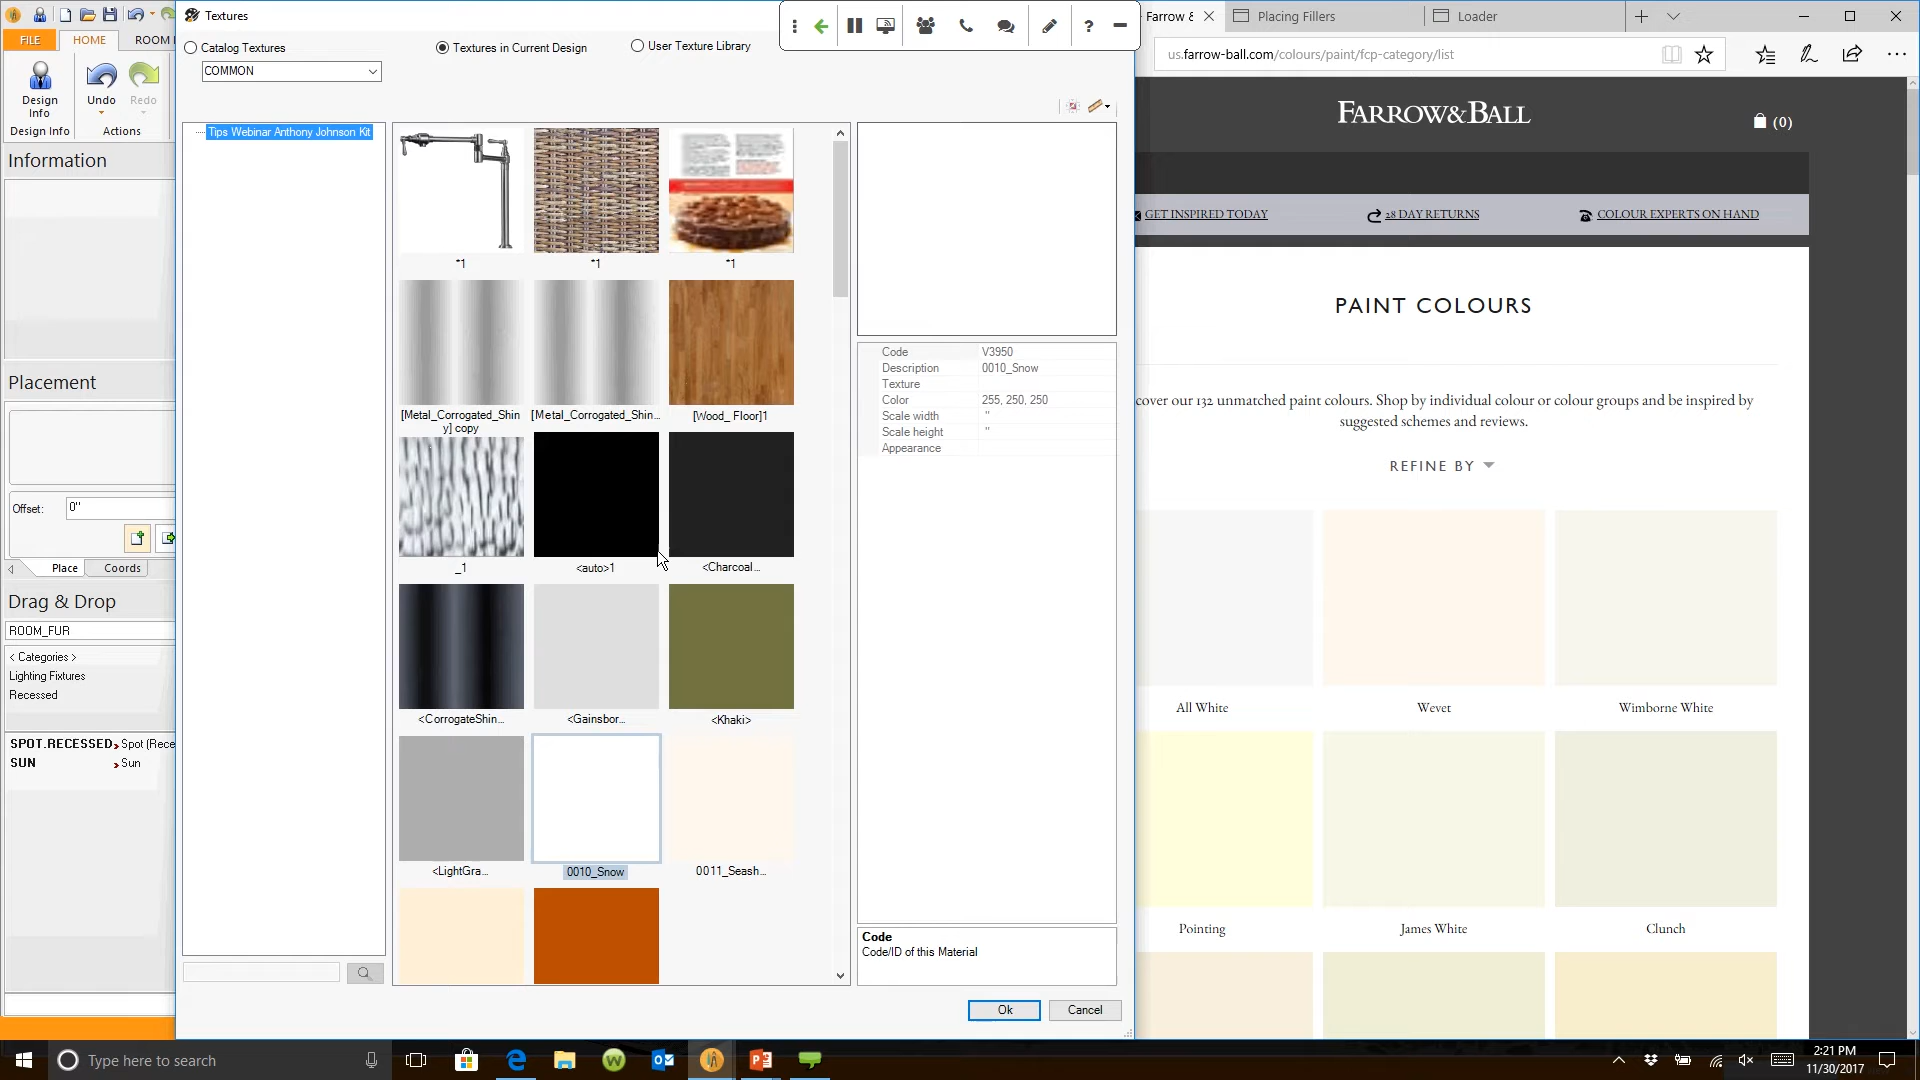 Textures
Catalog Textures
Textures in Current Design
User Texture Library
COMMON
Tips Webinar Anthony Johnson Kit
*1
*1
*1
[Metal_Corrogated_Shin
y] copy
[Metal_Corrogated_Shin...
[Wood_ Floor]1
_1
<auto>1
<Charcoal...
<CorrogateShin...
<Gainsbor...
<Khaki>
<LightGra...
0010_Snow
0011_Seash...
Code V3950
Description 0010_Snow
Texture
Color 255, 250, 250
Scale width "
Scale height "
Appearance
Code
Code/ID of this Material
Ok
Cancel
FILE
HOME
ROOM
Design
Info
Undo
Redo
Design Info
Actions
Information
Placement
Offset: 0"
Place
Coords
Drag & Drop
ROOM_FUR
< Categories >
Lighting Fixtures
Recessed
SPOT.RECESSED Spot (Rece
SUN Sun
?
Farrow &
Placing Fillers
Loader
us.farrow-ball.com/colours/paint/fcp-category/list
FARROW&BALL
(0)
GET INSPIRED TODAY
28 DAY RETURNS
COLOUR EXPERTS ON HAND
PAINT COLOURS
cover our 132 unmatched paint colours. Shop by individual colour or colour groups and be inspired by
suggested schemes and reviews.
REFINE BY
All White
Wevet
Wimborne White
Pointing
James White
Clunch
Type here to search
2:21 PM
11/30/2017